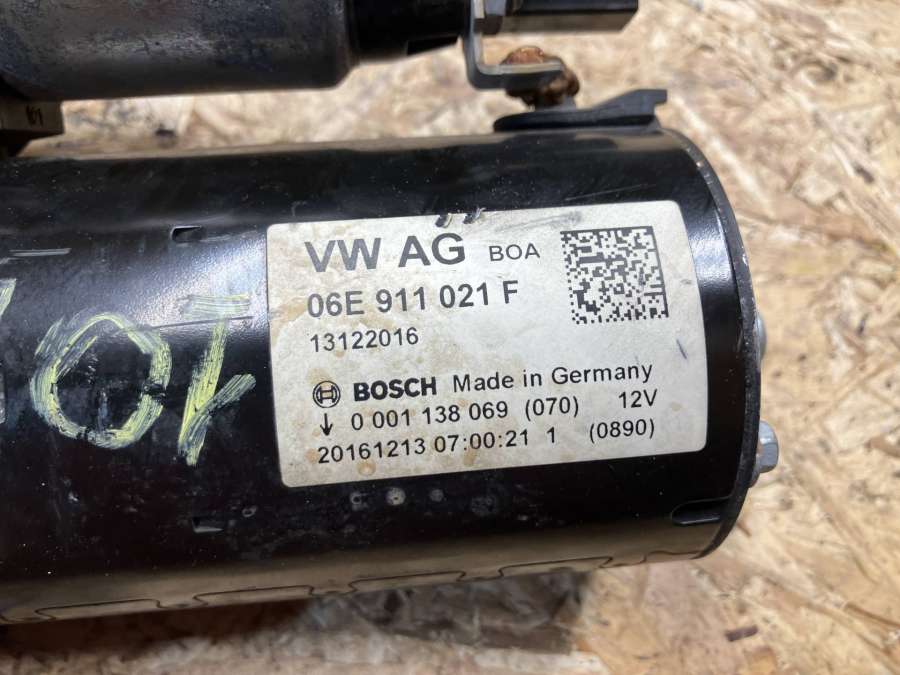 VW AG BOA
06E 911 021 F
13122016
BOSCH Made in Germany
↓ 0 001 138 069 (070) 12V
20161213 07:00:21 1 (0890)